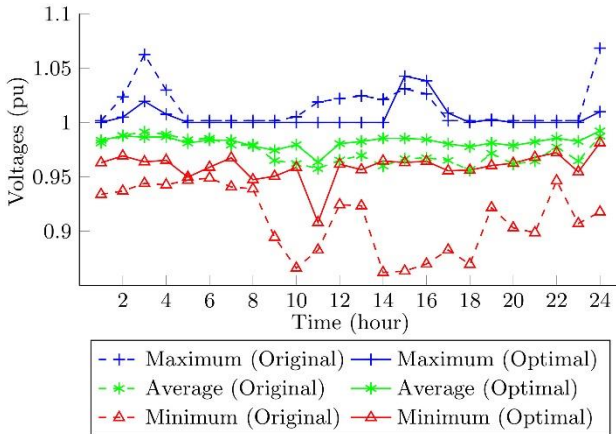 1.1
1.05
1
0.95
0.9
Voltages (pu)
2 4 6 8 10 12 14 16 18 20 22 24
Time (hour)
Maximum (Original) Maximum (Optimal)
Average (Original) Average (Optimal)
Minimum (Original) Minimum (Optimal)